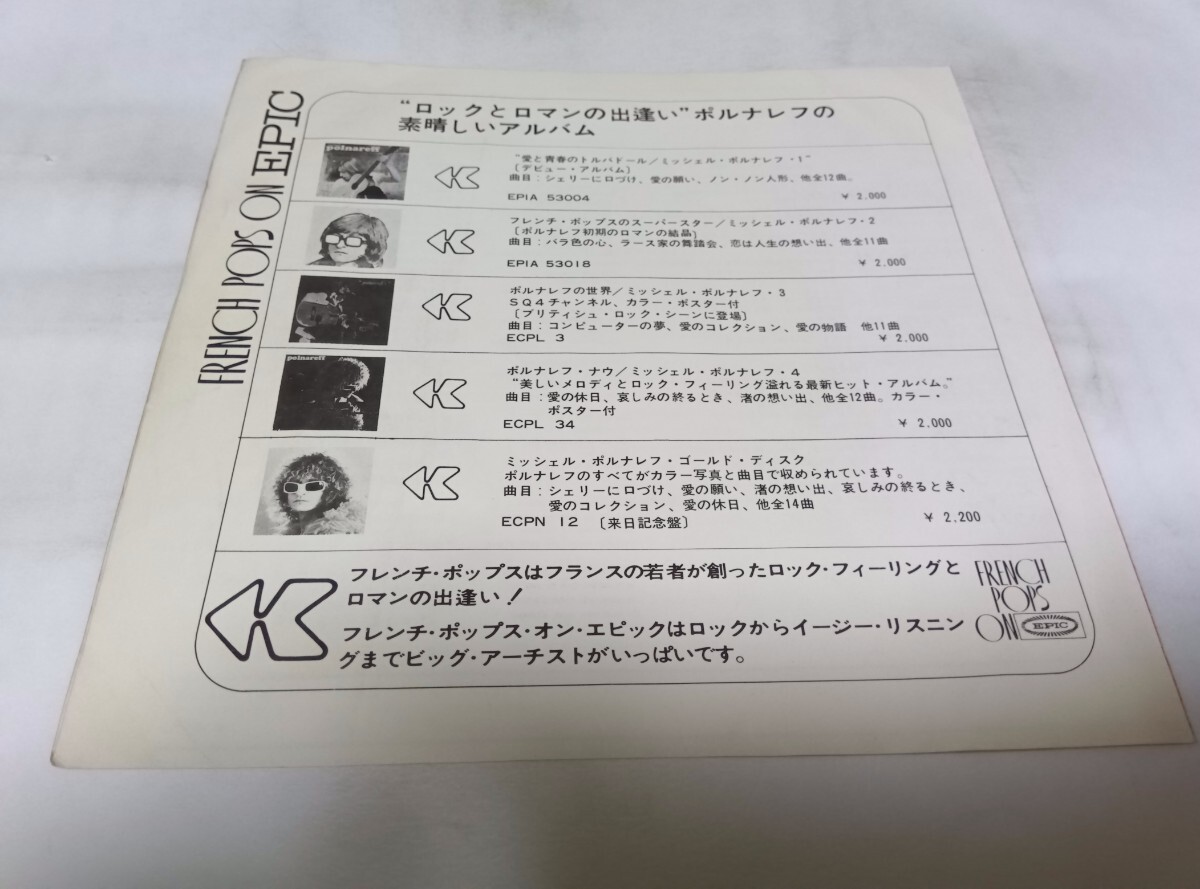 FRENCH POPS ON EPIC
“ロックとロマンの出逢い”ポルナレフの
素晴しいアルバム
polnareff
“愛と青春のトルバドール／ミッシェル・ポルナレフ・1”
〔デビュー・アルバム〕
曲目：シェリーに口づけ、愛の願い、ノン・ノン人形、他全12曲。
EPIA 53004 ￥2,000
フレンチ・ポップスのスーパースター／ミッシェル・ポルナレフ・2
〔ポルナレフ初期のロマンの結晶〕
曲目：バラ色の心、ラース家の舞踏会、恋は人生の想い出、他全11曲
EPIA 53018 ￥2,000
ポルナレフの世界／ミッシェル・ポルナレフ・3
SQ4チャンネル、カラー・ポスター付
〔ブリティシュ・ロック・シーンに登場〕
曲目：コンピューターの夢、愛のコレクション、愛の物語 他11曲
ECPL 3 ￥2,000
polnareff
ポルナレフ・ナウ／ミッシェル・ポルナレフ・4
“美しいメロディとロック・フィーリング溢れる最新ヒット・アルバム。”
曲目：愛の休日、哀しみの終るとき、渚の想い出、他全12曲。カラー・
ポスター付
ECPL 34 ￥2,000
ミッシェル・ポルナレフ・ゴールド・ディスク
ポルナレフのすべてがカラー写真と曲目で収められています。
曲目：シェリーに口づけ、愛の願い、渚の想い出、哀しみの終るとき、
愛のコレクション、愛の休日、他全14曲
ECPN 12 〔来日記念盤〕 ￥2,200
フレンチ・ポップスはフランスの若者が創ったロック・フィーリングと
ロマンの出逢い！
フレンチ・ポップス・オン・エピックはロックからイージー・リスニン
グまでビッグ・アーチストがいっぱいです。
FRENCH
POPS
ON EPIC